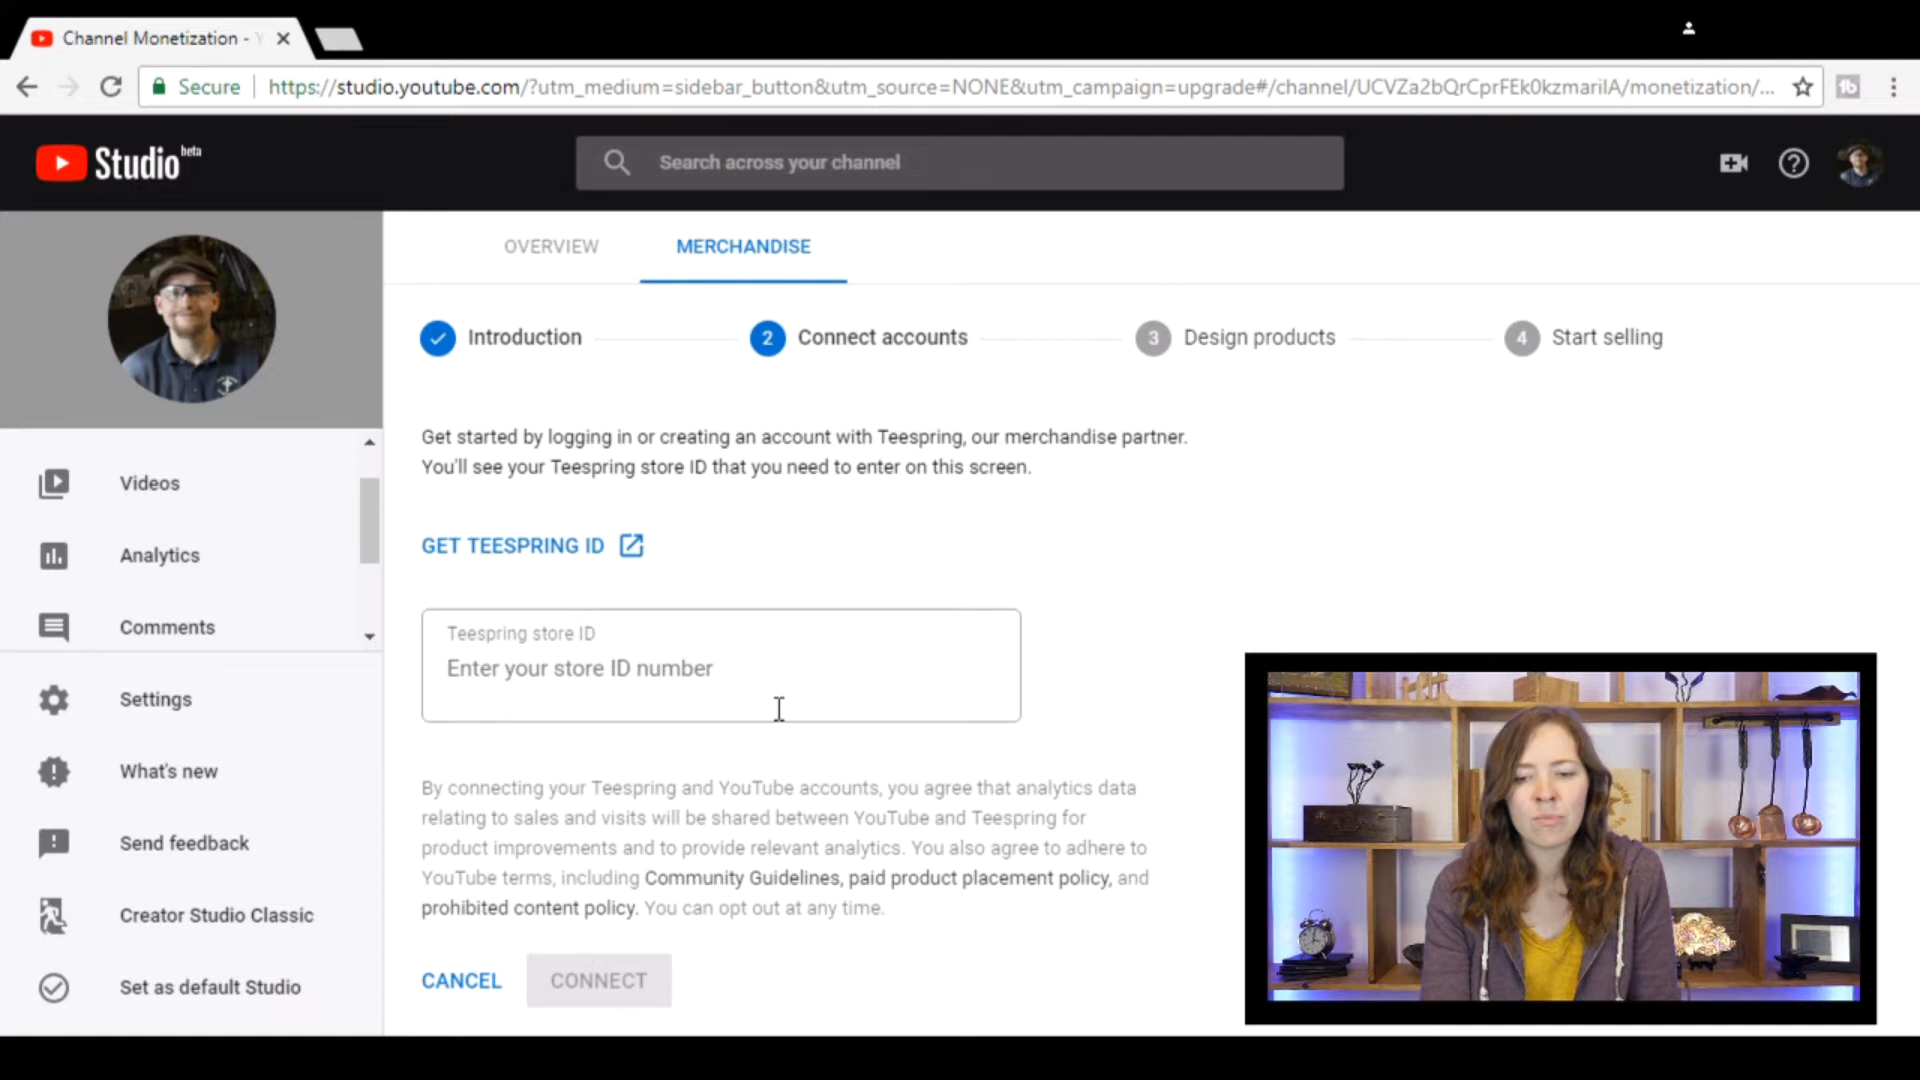 Channel Monetization - Y
Secure
https://studio.youtube.com/?utm_medium=sidebar_button&utm_source=NONE&utm_campaign=upgrade#/channel/UCVZa2bQrCprFEk0kzmarilA/monetization/...
Studio beta
Search across your channel
OVERVIEW
MERCHANDISE
Introduction
2 Connect accounts
3 Design products
4 Start selling
Get started by logging in or creating an account with Teespring, our merchandise partner.
You'll see your Teespring store ID that you need to enter on this screen.
GET TEESPRING ID
Teespring store ID
Enter your store ID number
By connecting your Teespring and YouTube accounts, you agree that analytics data
relating to sales and visits will be shared between YouTube and Teespring for
product improvements and to provide relevant analytics. You also agree to adhere to
YouTube terms, including Community Guidelines, paid product placement policy, and
prohibited content policy. You can opt out at any time.
CANCEL
CONNECT
Videos
Analytics
Comments
Settings
What's new
Send feedback
Creator Studio Classic
Set as default Studio